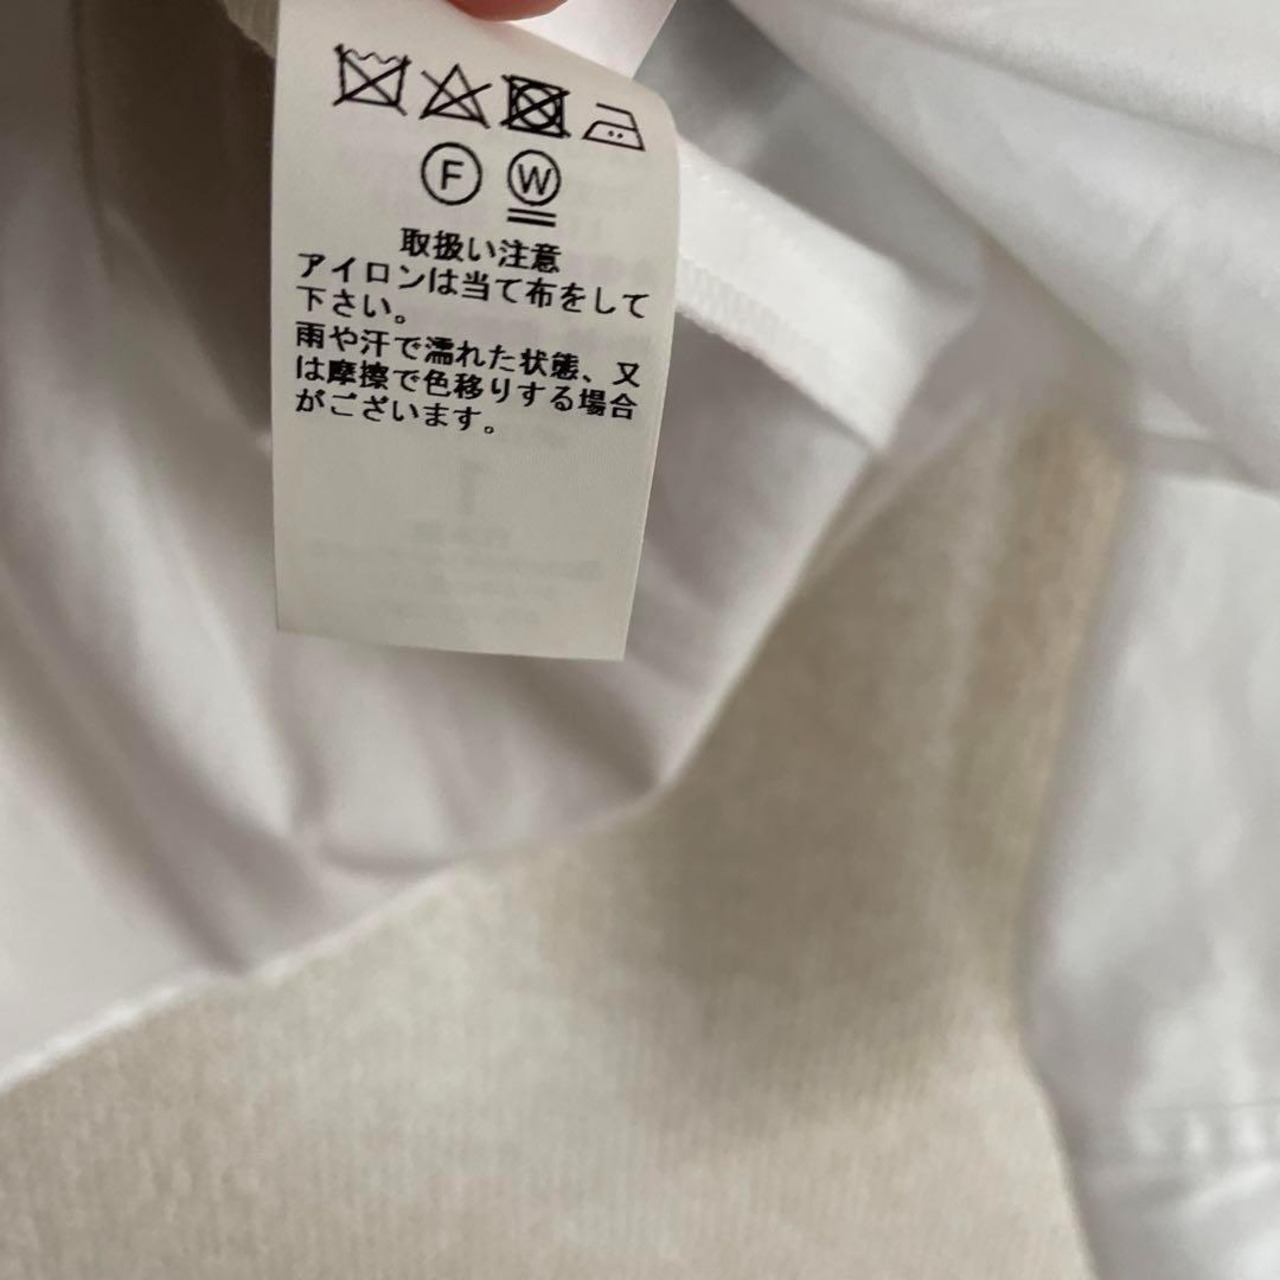 F W
取扱い注意
アイロンは当て布をして
下さい。
雨や汗で濡れた状態、又
は摩擦で色移りする場合
がございます。